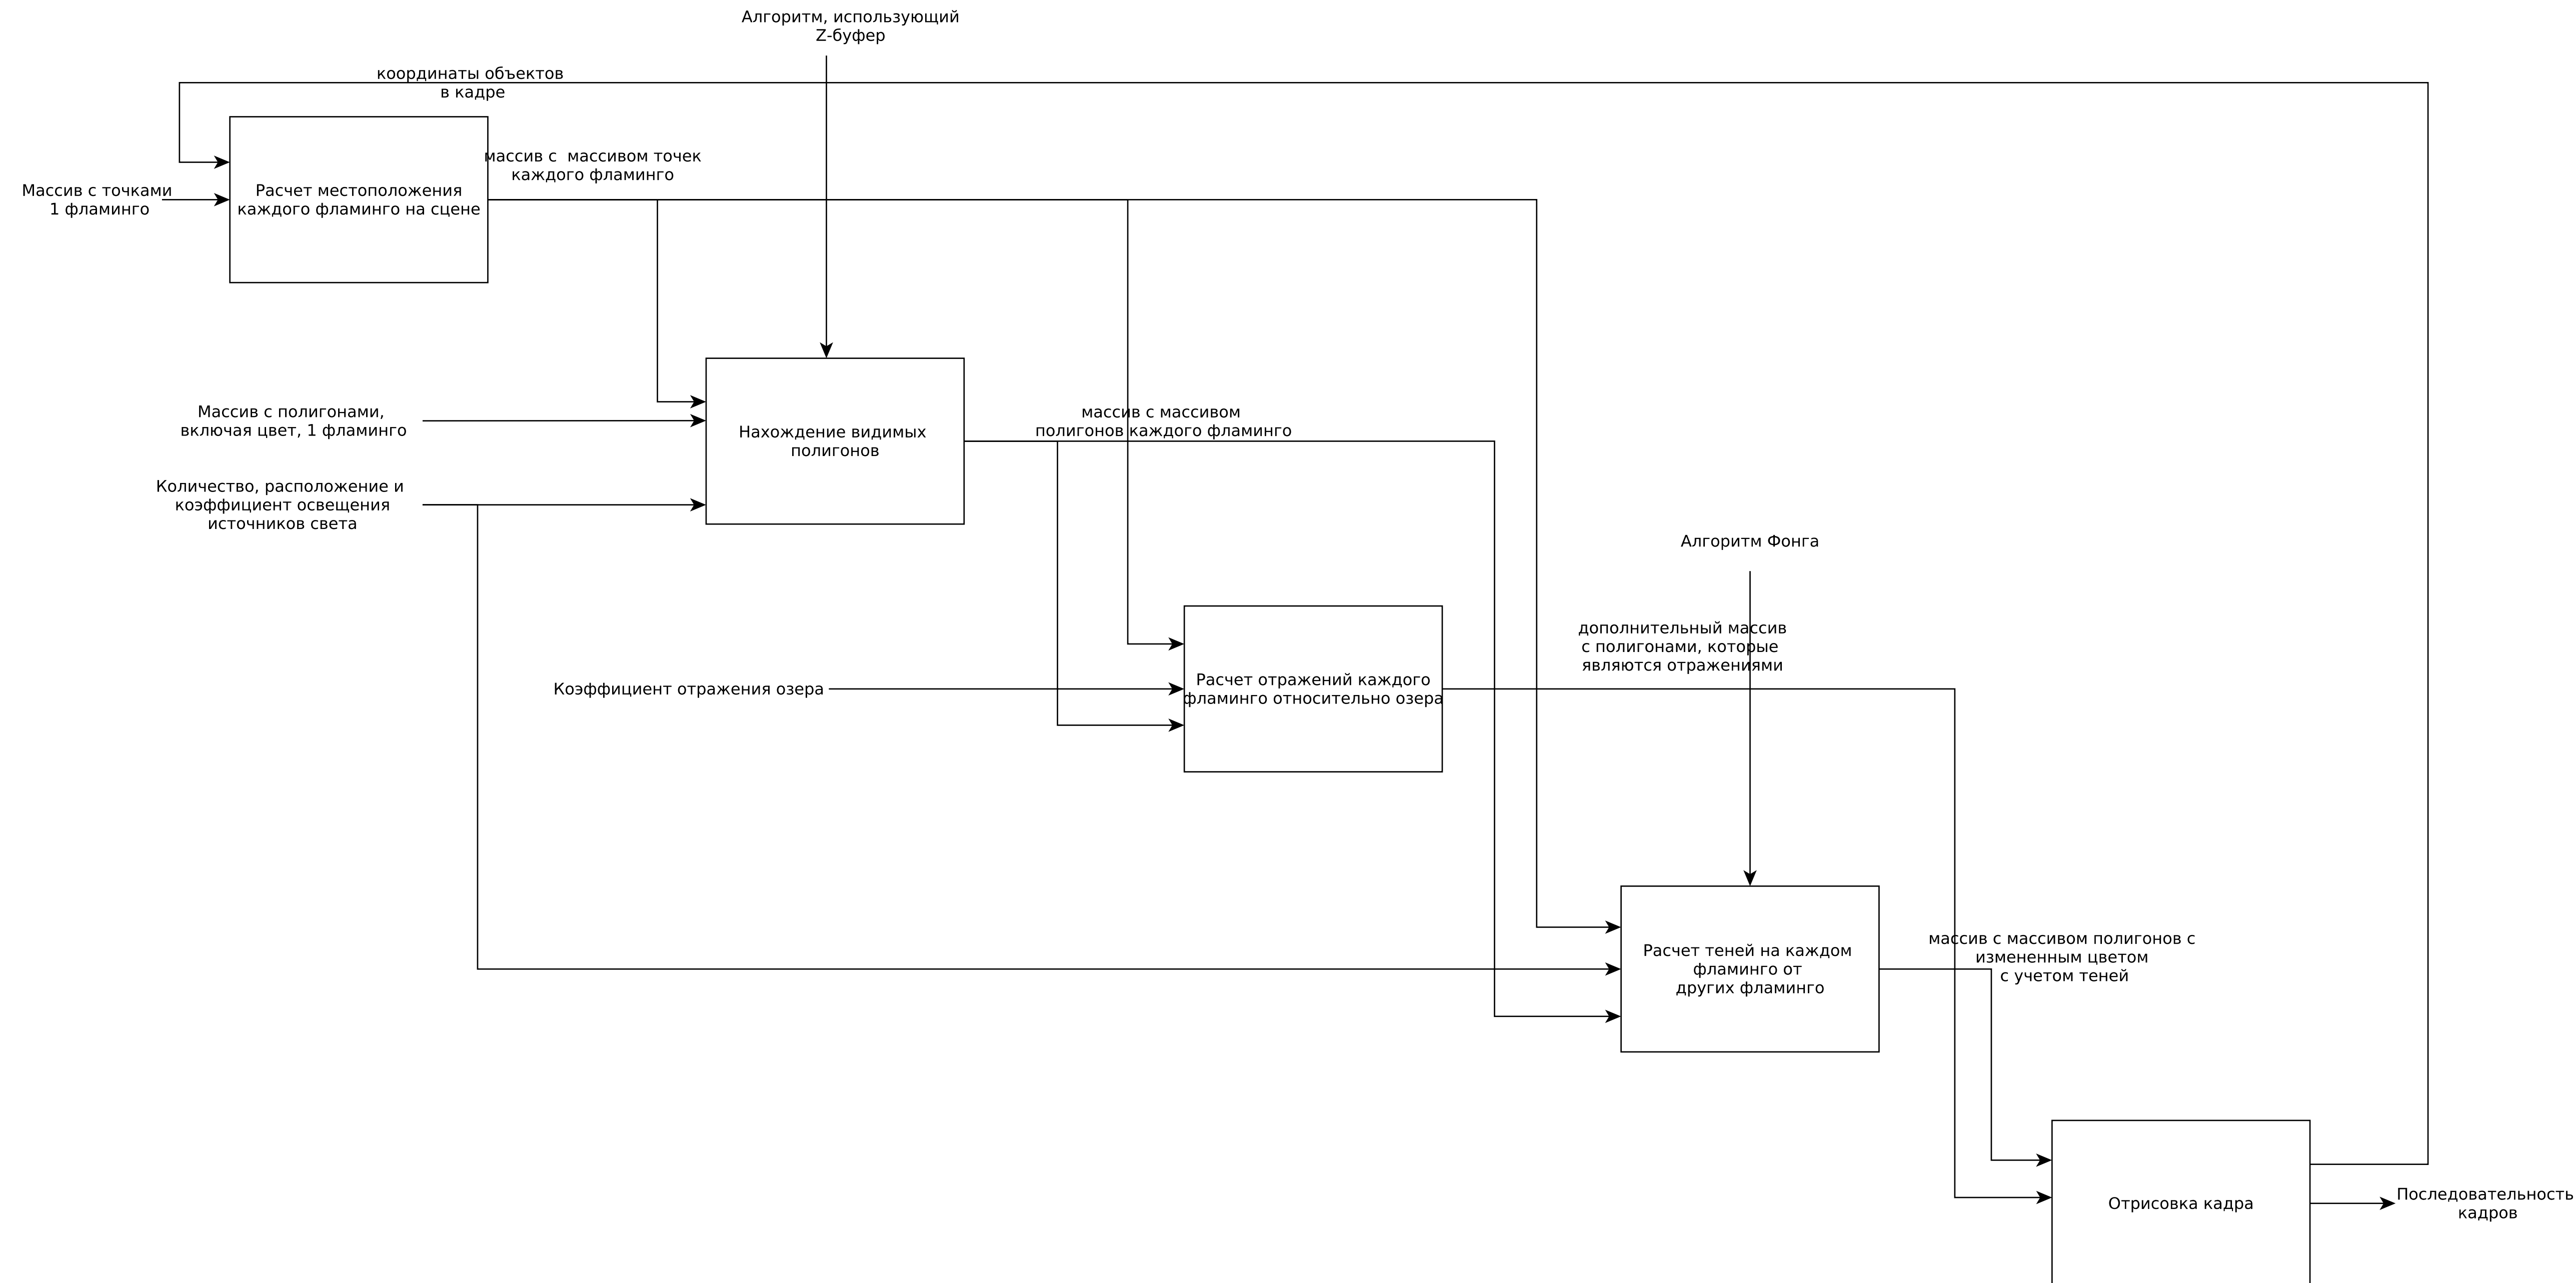 Алгоритм, использующий
Z-буфер
координаты объектов
в кадре
массив с  массивом точек
каждого фламинго
Массив с точками
1 фламинго
Расчет местоположения
каждого фламинго на сцене
Массив с полигонами,
включая цвет, 1 фламинго
Нахождение видимых
полигонов
массив с массивом
полигонов каждого фламинго
Количество, расположение и
коэффициент освещения
источников света
Алгоритм Фонга
дополнительный массив
с полигонами, которые
являются отражениями
Коэффициент отражения озера
Расчет отражений каждого
фламинго относительно озера
Расчет теней на каждом
фламинго от
других фламинго
массив с массивом полигонов с
измененным цветом
с учетом теней
Отрисовка кадра
Последовательность
кадров